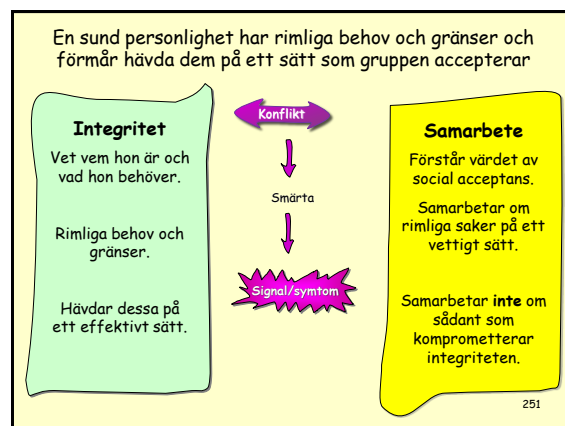 En sund personlighet har rimliga behov och gränser och
förmår hävda dem på ett sätt som gruppen accepterar
Integritet
Vet vem hon är och
vad hon behöver.
Rimliga behov och
gränser.
Hävdar dessa på
ett effektivt sätt.
Konflikt
Smärta
Signal/symtom
Samarbete
Förstår värdet av
social acceptans.
Samarbetar om
rimliga saker på ett
vettigt sätt.
Samarbetar inte om
sådant som
komprometterar
integriteten.
251